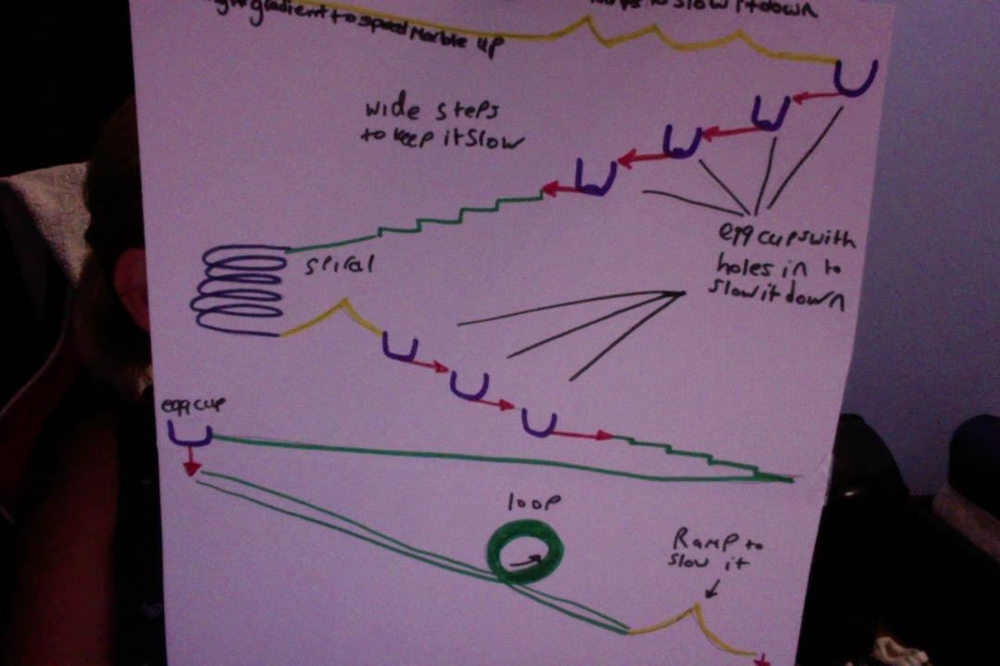 to slow it down
gradient to speed Marble up
wide steps
to keep it slow
egg cups with
holes in to
slow it down
spiral
egg cup
loop
Ramp to
slow it